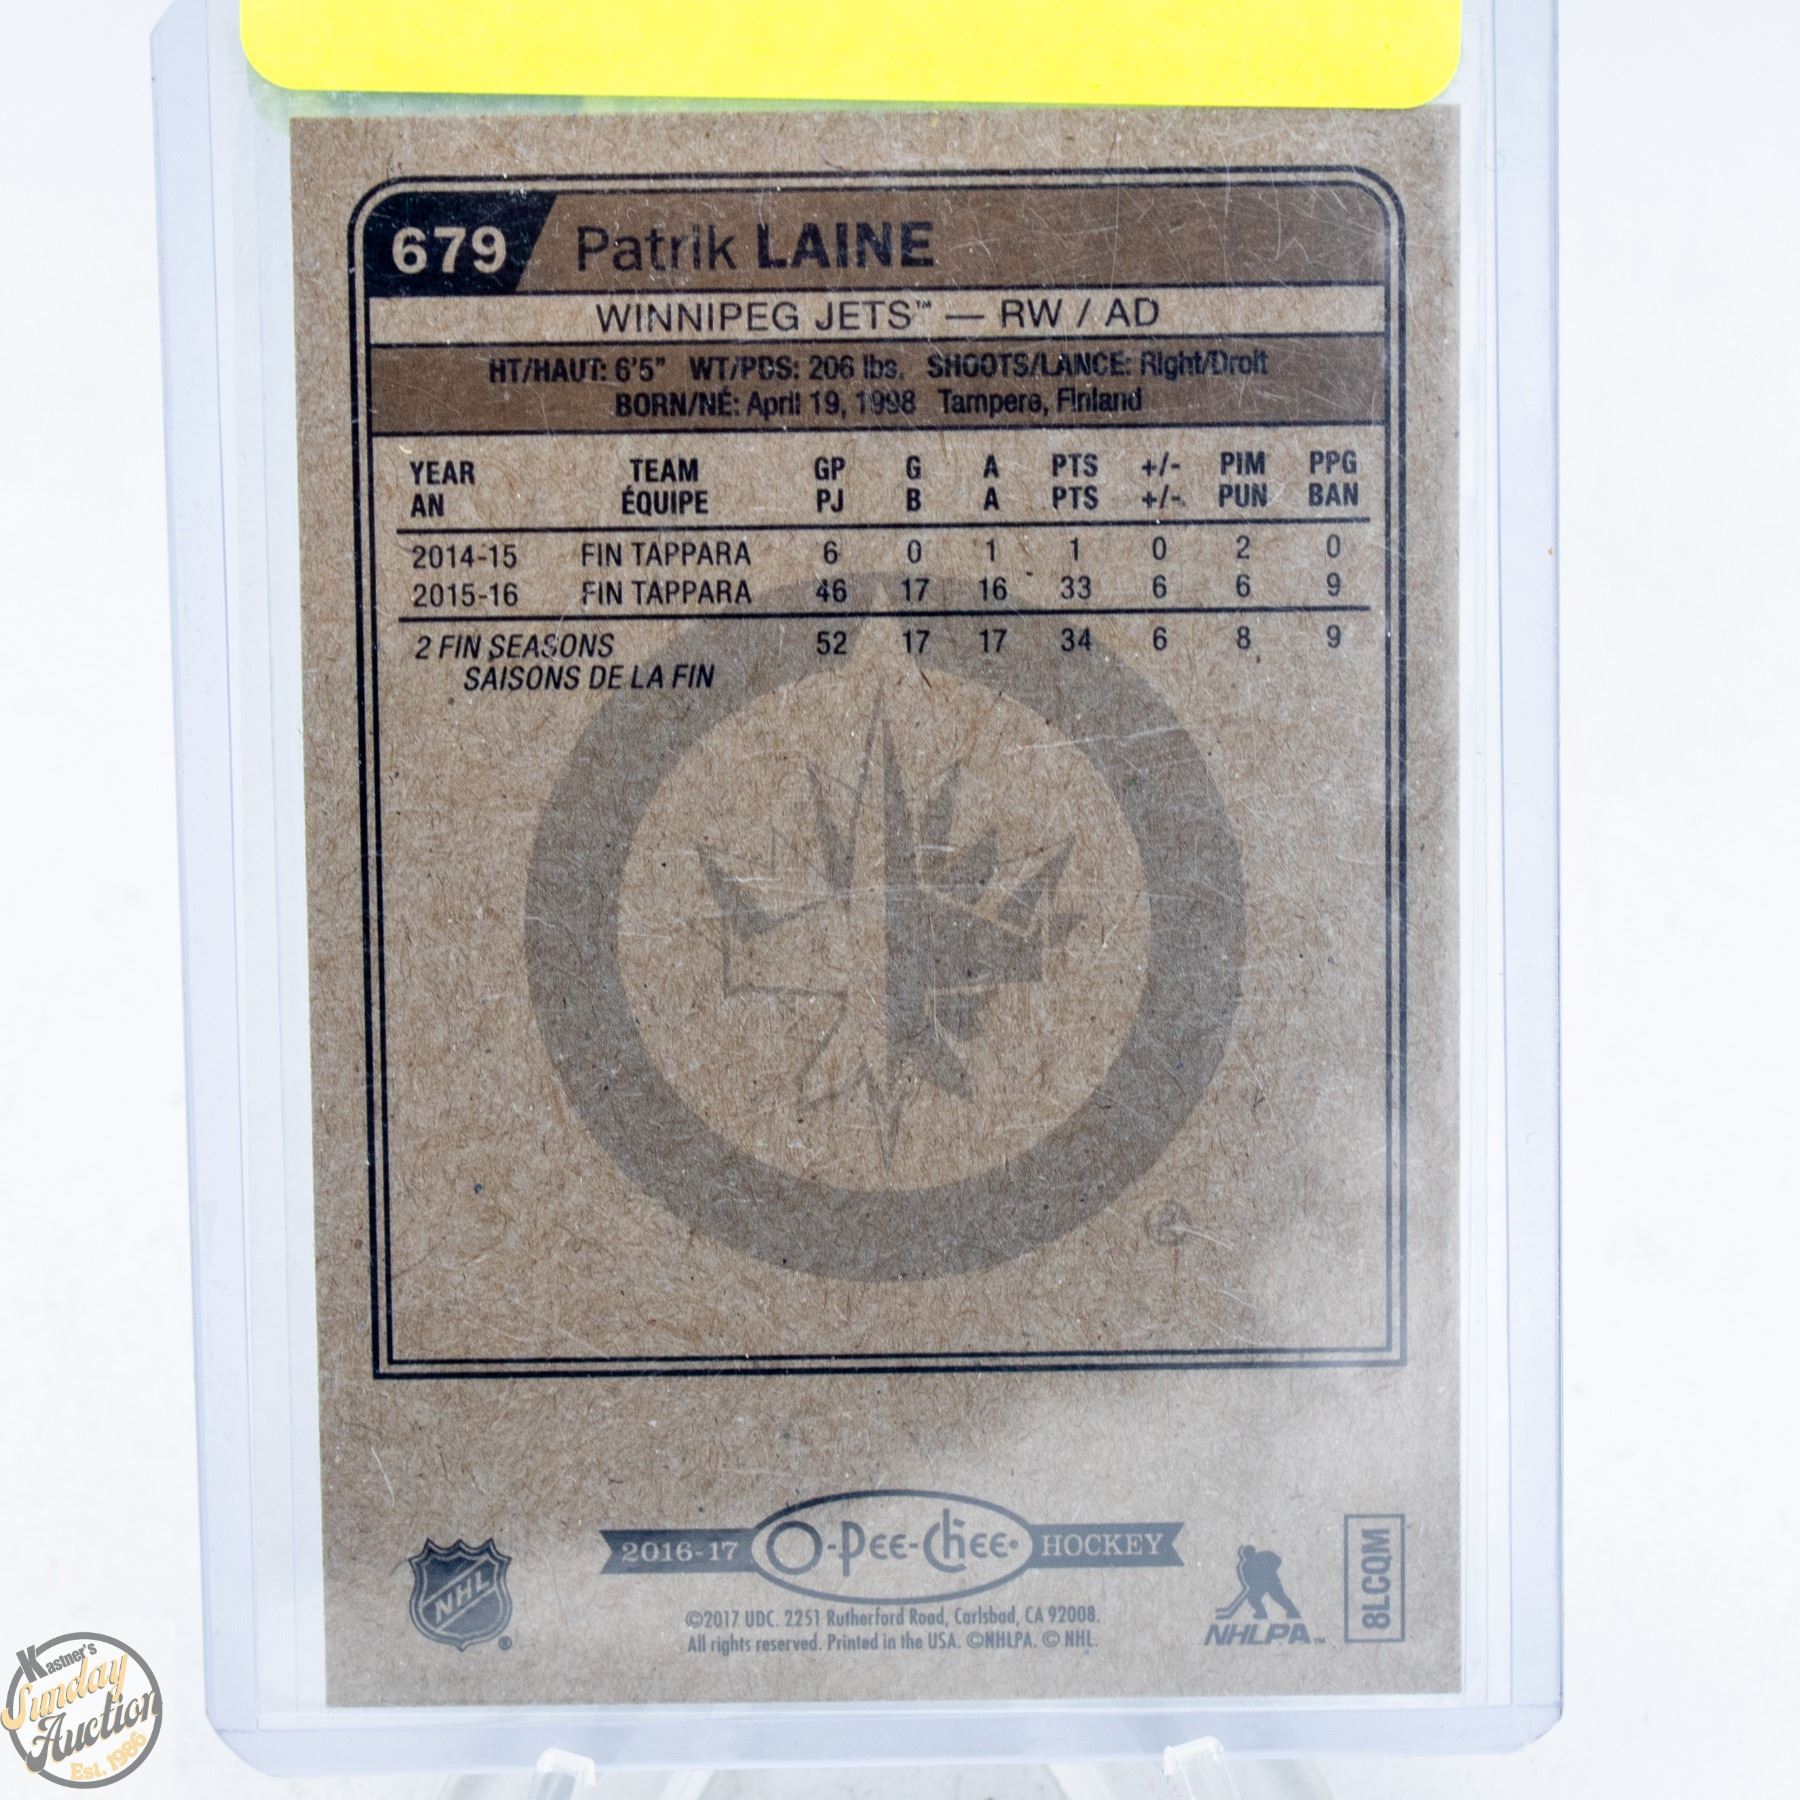 679 Patrik LAINE
WINNIPEG JETS™ — RW / AD
HT/HAUT: 6'5" WT/PDS: 206 lbs. SHOOTS/LANCE: Right/Droit
BORN/NÉ: April 19, 1998 Tampere, Finland
YEAR TEAM GP G A PTS +/- PIM PPG
AN ÉQUIPE PJ B A PTS +/- PUN BAN
2014-15 FIN TAPPARA 6 0 1 1 0 2 0
2015-16 FIN TAPPARA 46 17 16 33 6 6 9
2 FIN SEASONS 52 17 17 34 6 8 9
SAISONS DE LA FIN
®
2016-17 O-Pee-Chee HOCKEY
NHL ®
©2017 UDC. 2251 Rutherford Road, Carlsbad, CA 92008.
All rights reserved. Printed in the USA. ©NHLPA. © NHL.
NHLPA™
8LCQM
Kastner's
Sunday
Auction
Est. 1986